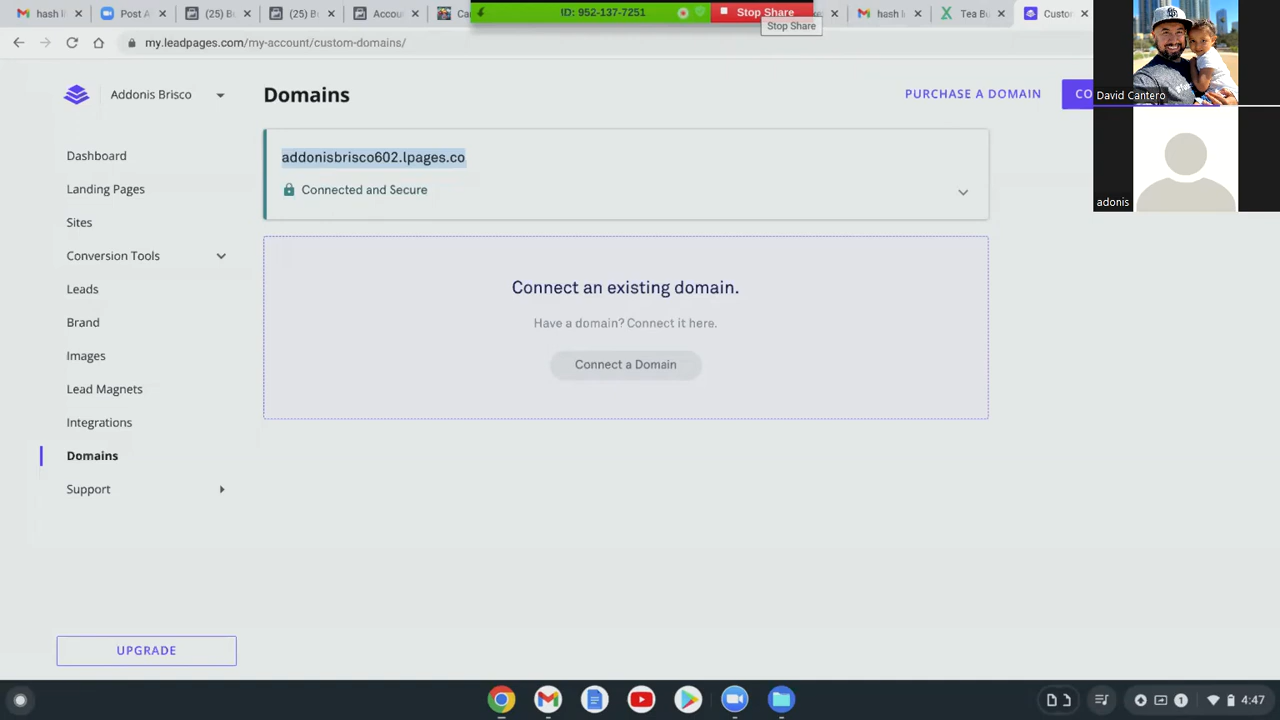 hash
Post A
(25) B
(25) B
Accou
Ca
ID: 952-137-7251
Stop Share
hash
Tea Bu
Custo
Stop Share
my.leadpages.com/my-account/custom-domains/
Addonis Brisco
Domains
PURCHASE A DOMAIN
CO
David Cantero
addonisbrisco602.lpages.co
Connected and Secure
adonis
Dashboard
Landing Pages
Sites
Conversion Tools
Leads
Brand
Images
Lead Magnets
Integrations
Domains
Support
Connect an existing domain.
Have a domain? Connect it here.
Connect a Domain
UPGRADE
4:47